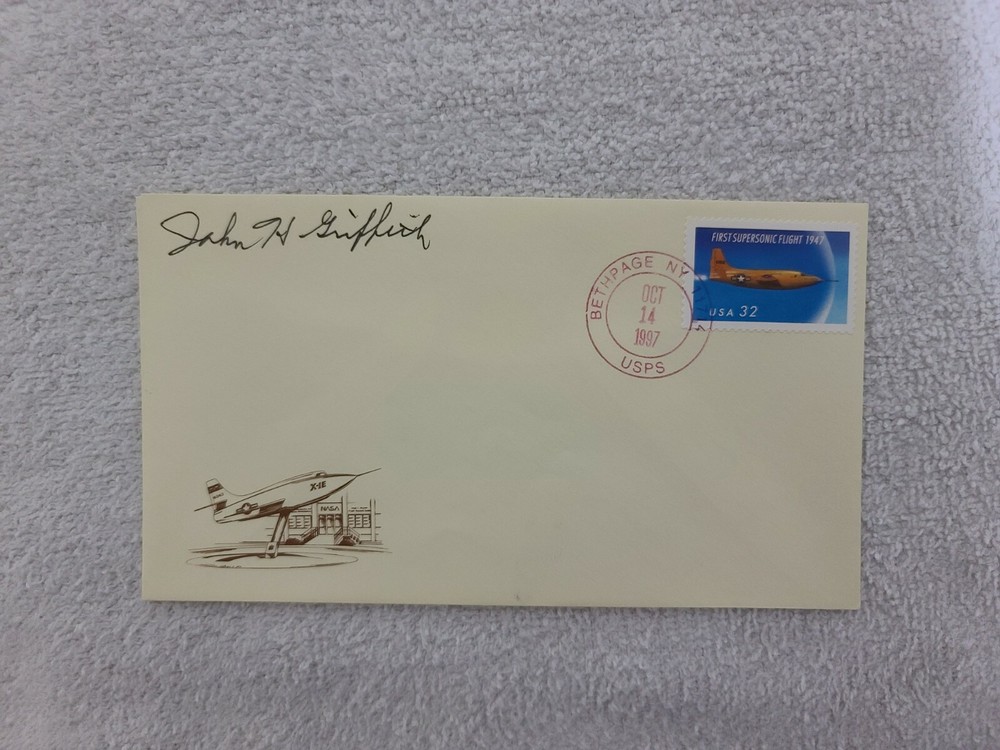 John H Griffith
FIRST SUPERSONIC FLIGHT 1947
USA 32
BETHPAGE NY
OCT
14
1997
USPS
X-1E
NASA